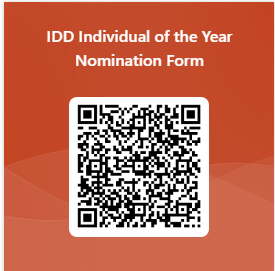 IDD Individual of the Year
Nomination Form